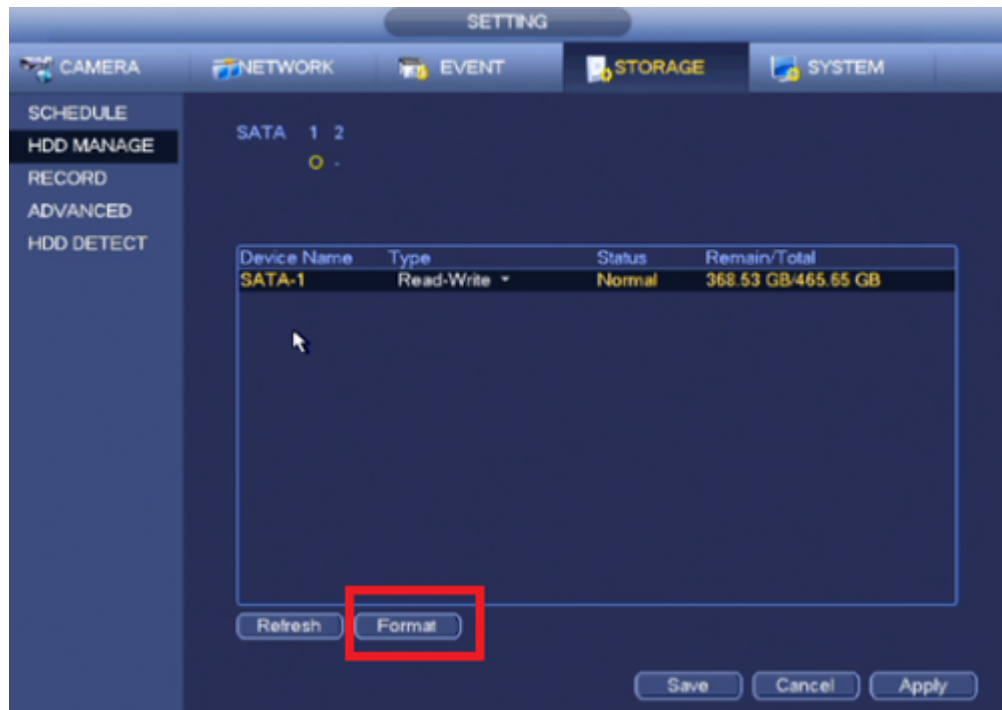 SETTING
CAMERA NETWORK EVENT STORAGE SYSTEM
SCHEDULE
HDD MANAGE
RECORD
ADVANCED
HDD DETECT
SATA 1 2
O -
Device Name Type Status Remain/Total
SATA-1 Read-Write Normal 368.53 GB/465.65 GB
Refresh Format
Save Cancel Apply